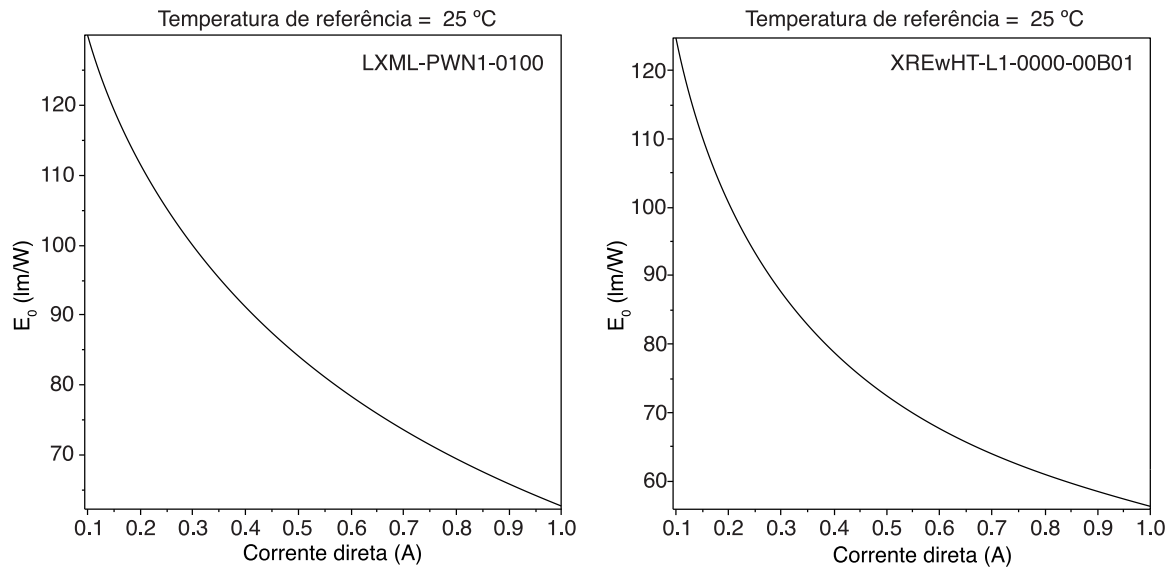 Temperatura de referência = 25 ºC
LXML-PWN1-0100
E0 (lm/W)
120
110
100
90
80
70
0.1 0.2 0.3 0.4 0.5 0.6 0.7 0.8 0.9 1.0
Corrente direta (A)
Temperatura de referência = 25 ºC
XREwHT-L1-0000-00B01
E0 (lm/W)
120
110
100
90
80
70
60
0.1 0.2 0.3 0.4 0.5 0.6 0.7 0.8 0.9 1.0
Corrente direta (A)